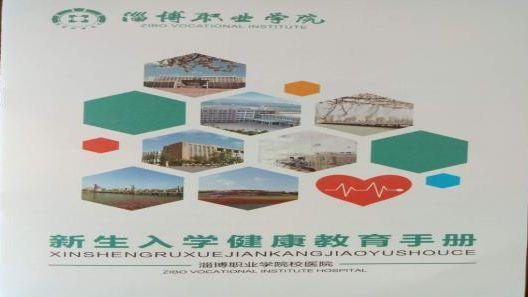 淄博职业学院
ZIBO VOCATIONAL INSTITUTE
新生入学健康教育手册
XINSHENGRUXUEJIANKANGJIAOYUSHOUCE
淄博职业学院校医院
ZIBO VOCATIONAL INSTITUTE HOSPITAL